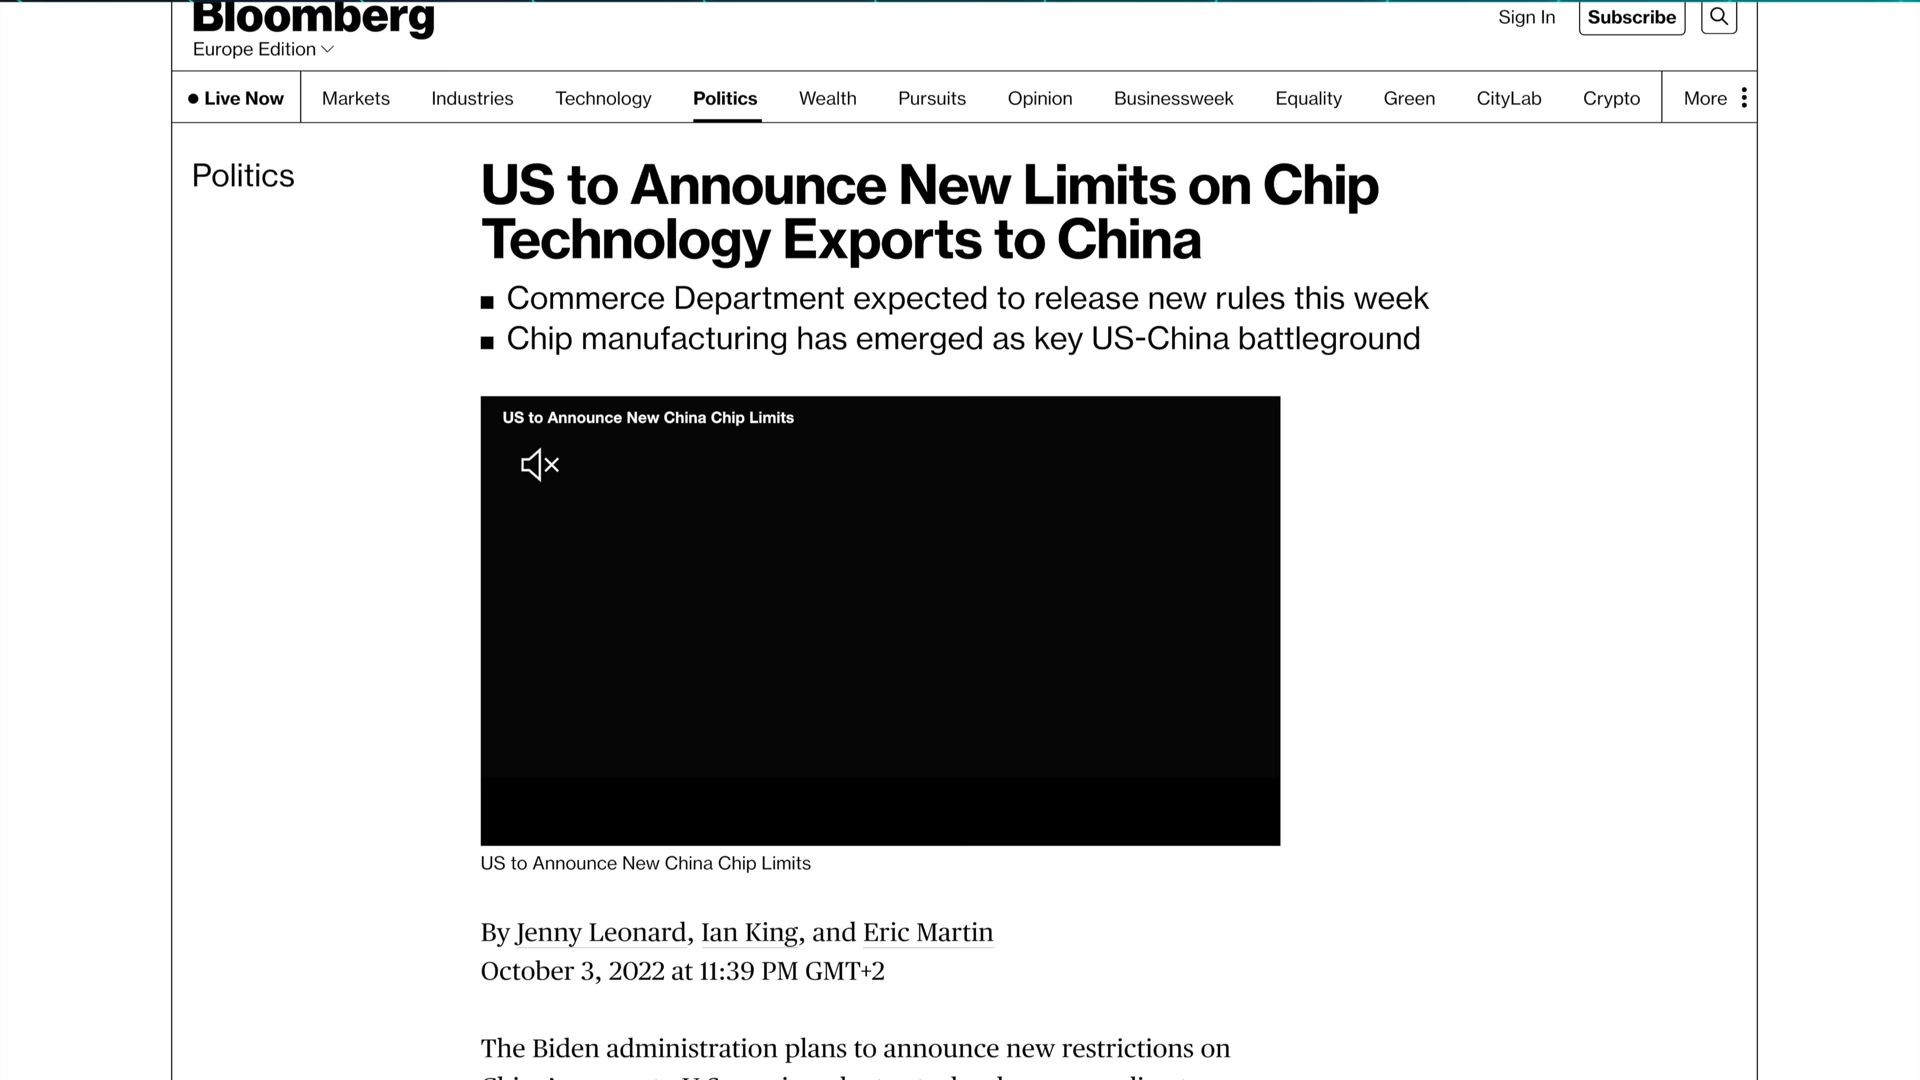 Bloomberg
Sign In
Subscribe
Europe Edition
Live Now
Markets
Industries
Technology
Politics
Wealth
Pursuits
Opinion
Businessweek
Equality
Green
CityLab
Crypto
More
Politics
US to Announce New Limits on Chip
Technology Exports to China
Commerce Department expected to release new rules this week
Chip manufacturing has emerged as key US-China battleground
US to Announce New China Chip Limits
US to Announce New China Chip Limits
By Jenny Leonard, Ian King, and Eric Martin
October 3, 2022 at 11:39 PM GMT+2
The Biden administration plans to announce new restrictions on